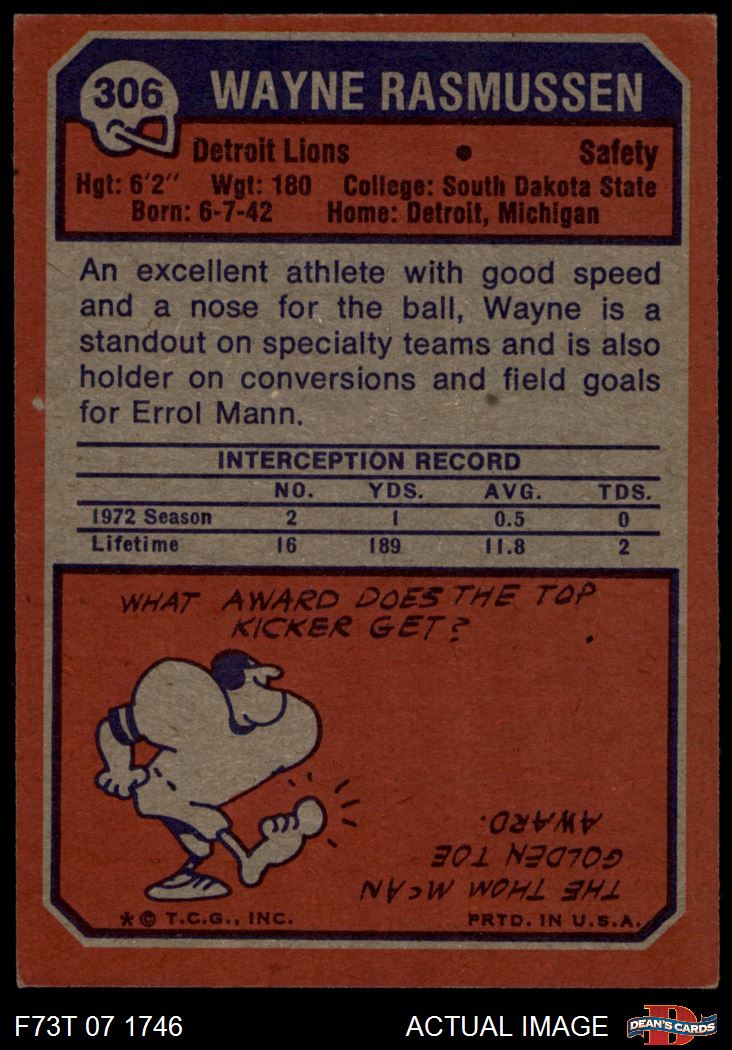 306 WAYNE RASMUSSEN
Detroit Lions • Safety
Hgt: 6'2" Wgt: 180 College: South Dakota State
Born: 6-7-42 Home: Detroit, Michigan
An excellent athlete with good speed
and a nose for the ball, Wayne is a
standout on specialty teams and is also
holder on conversions and field goals
for Errol Mann.
INTERCEPTION RECORD
NO. YDS. AVG. TDS.
1972 Season 2 1 0.5 0
Lifetime 16 189 11.8 2
WHAT AWARD DOES THE TOP
KICKER GET?
THE THOM McAN
GOLDEN TOE
AWARD.
* © T.C.G., INC. PRTD. IN U.S.A.
F73T 07 1746 ACTUAL IMAGE D DEAN'S CARDS